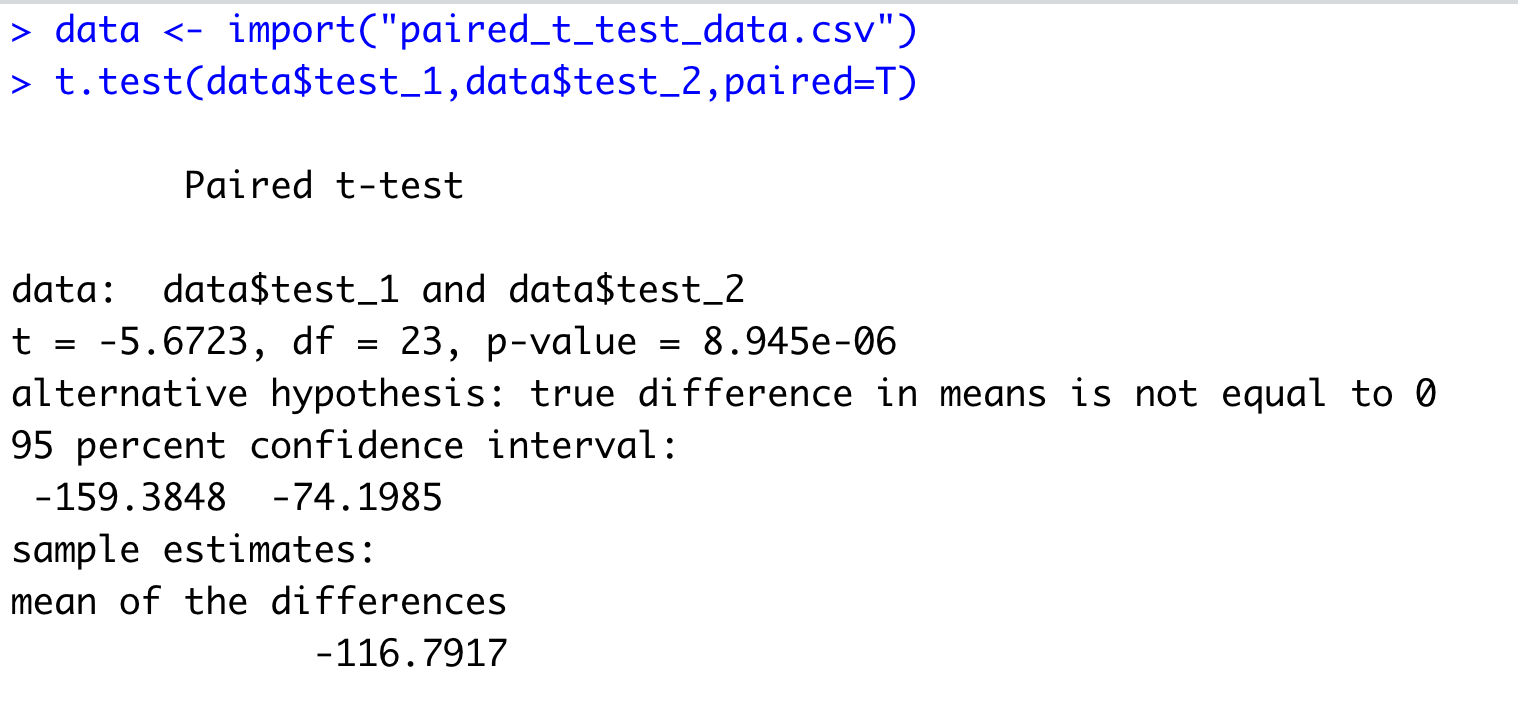 > data <- import("paired_t_test_data.csv")
> t.test(data$test_1,data$test_2,paired=T)
Paired t-test
data:  data$test_1 and data$test_2
t = -5.6723, df = 23, p-value = 8.945e-06
alternative hypothesis: true difference in means is not equal to 0
95 percent confidence interval:
-159.3848  -74.1985
sample estimates:
mean of the differences
-116.7917